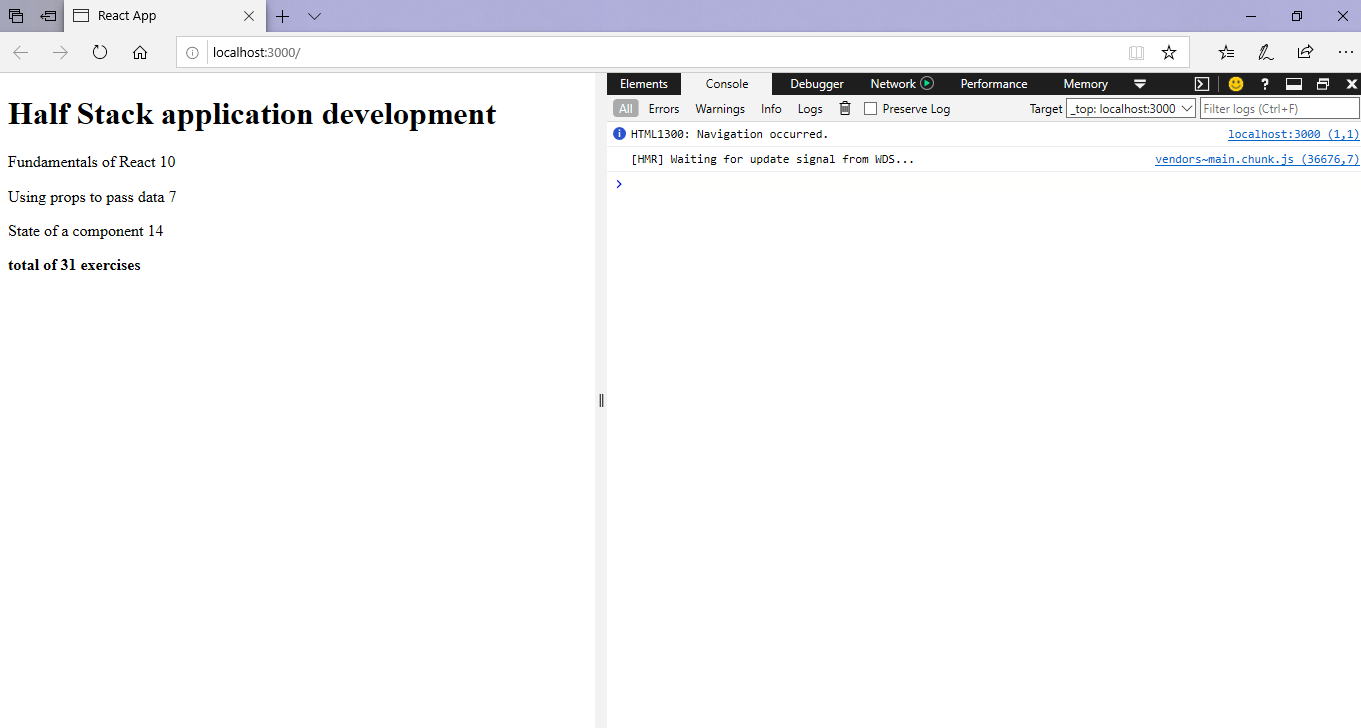 React App
localhost:3000/
Half Stack application development
Fundamentals of React 10
Using props to pass data 7
State of a component 14
total of 31 exercises
Elements Console Debugger Network Performance Memory
All Errors Warnings Info Logs Preserve Log Target _top: localhost:3000 Filter logs (Ctrl+F)
HTML1300: Navigation occurred. localhost:3000 (1,1)
[HMR] Waiting for update signal from WDS... vendors~main.chunk.js (36676,7)